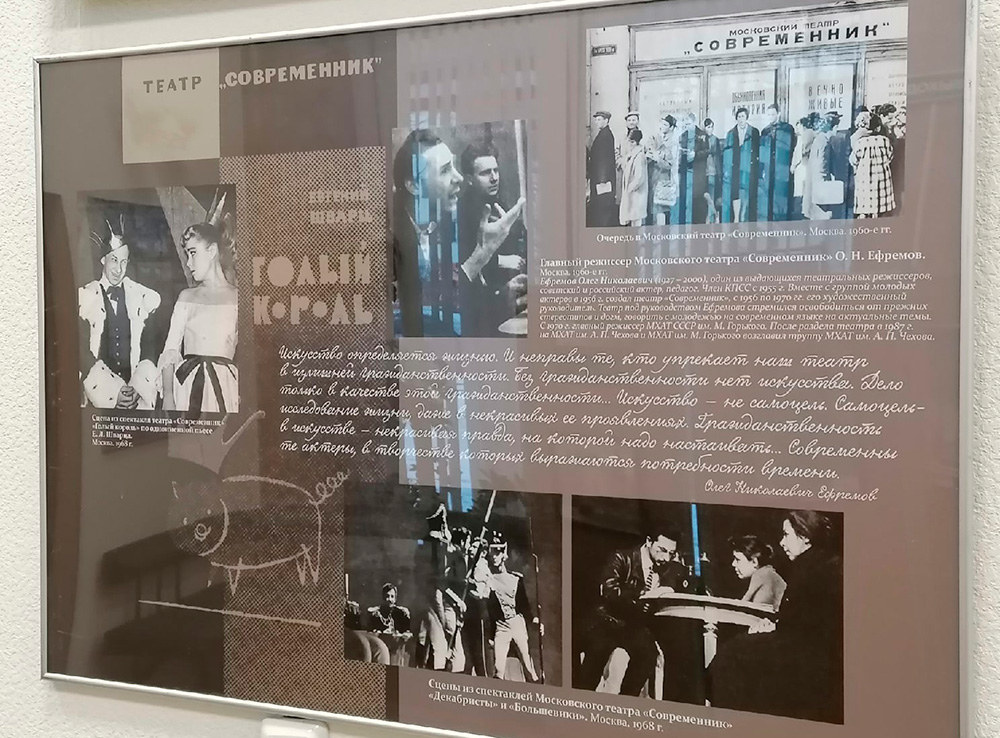 ТЕАТР „СОВРЕМЕННИК"
МОСКОВСКИЙ ТЕАТР
„СОВРЕМЕННИК"
ВЕЧНО
ЖИВЫЕ
Очередь в Московский театр «Современник». Москва. 1960-е гг.
ЕВГЕНИЙ
ШВАРЦ
ГОЛЫЙ
КОРОЛЬ
Главный режиссер Московского театра «Современник» О. Н. Ефремов.
Москва. 1960-е гг.
Ефремов Олег Николаевич (1927 – 2000), один из выдающихся театральных режиссеров,
советский и российский актер, педагог. Член КПСС с 1955 г. Вместе с группой молодых
актеров в 1956 г. создал театр «Современник», с 1956 по 1970 гг. его художественный
руководитель. Театр под руководством Ефремова стремился освободиться от прежних
стереотипов и догм, говорить с молодежью на современном языке на актуальные темы.
С 1970 г. главный режиссер МХАТ СССР им. М. Горького. После раздела театра в 1987 г.
на МХАТ им. А. П. Чехова и МХАТ им. М. Горького возглавил труппу МХАТ им. А. П. Чехова.
Искусство определяется жизнью. И неправы те, кто упрекает наш театр
в излишней гражданственности. Без гражданственности нет искусства. Дело
только в качестве этой гражданственности... Искусство – не самоцель. Самоцель –
исследование жизни, даже в некрасивых ее проявлениях. Гражданственность
в искусстве – некрасивая правда, на которой надо настаивать... Современны
те актеры, в творчестве которых выражаются потребности времени.
Олег Николаевич Ефремов
Сцена из спектакля театра «Современник»
«Голый король» по одноименной пьесе
Е. Л. Шварца.
Москва. 1968 г.
Сцены из спектаклей Московского театра «Современник»
«Декабристы» и «Большевики». Москва, 1968 г.